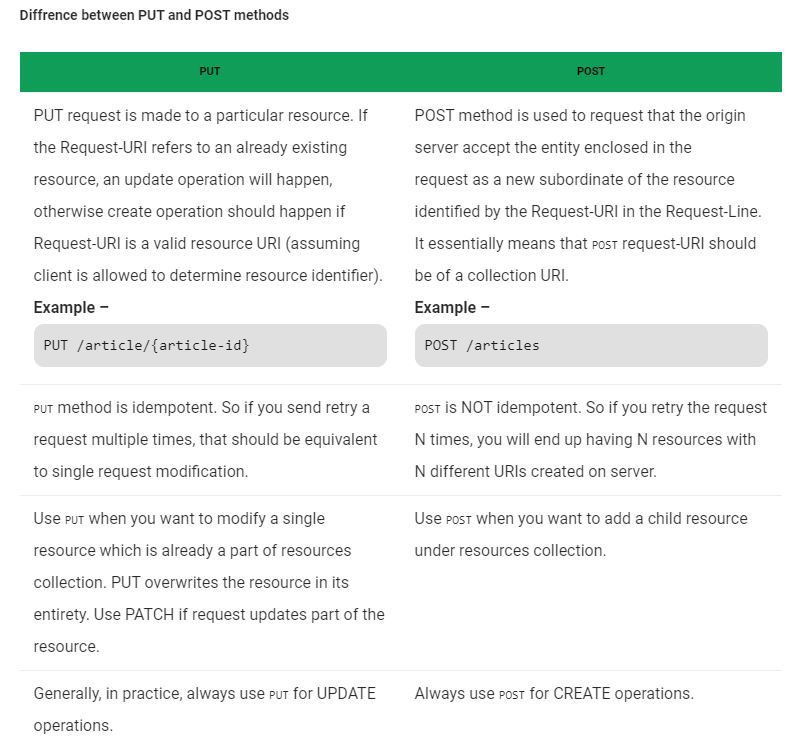 Diffrence between PUT and POST methods
PUT
POST
PUT request is made to a particular resource. If
the Request-URI refers to an already existing
resource, an update operation will happen,
otherwise create operation should happen if
Request-URI is a valid resource URI (assuming
client is allowed to determine resource identifier).
Example –
PUT /article/{article-id}
POST method is used to request that the origin
server accept the entity enclosed in the
request as a new subordinate of the resource
identified by the Request-URI in the Request-Line.
It essentially means that POST request-URI should
be of a collection URI.
Example –
POST /articles
PUT method is idempotent. So if you send retry a
request multiple times, that should be equivalent
to single request modification.
POST is NOT idempotent. So if you retry the request
N times, you will end up having N resources with
N different URIs created on server.
Use PUT when you want to modify a single
resource which is already a part of resources
collection. PUT overwrites the resource in its
entirety. Use PATCH if request updates part of the
resource.
Use POST when you want to add a child resource
under resources collection.
Generally, in practice, always use PUT for UPDATE
operations.
Always use POST for CREATE operations.